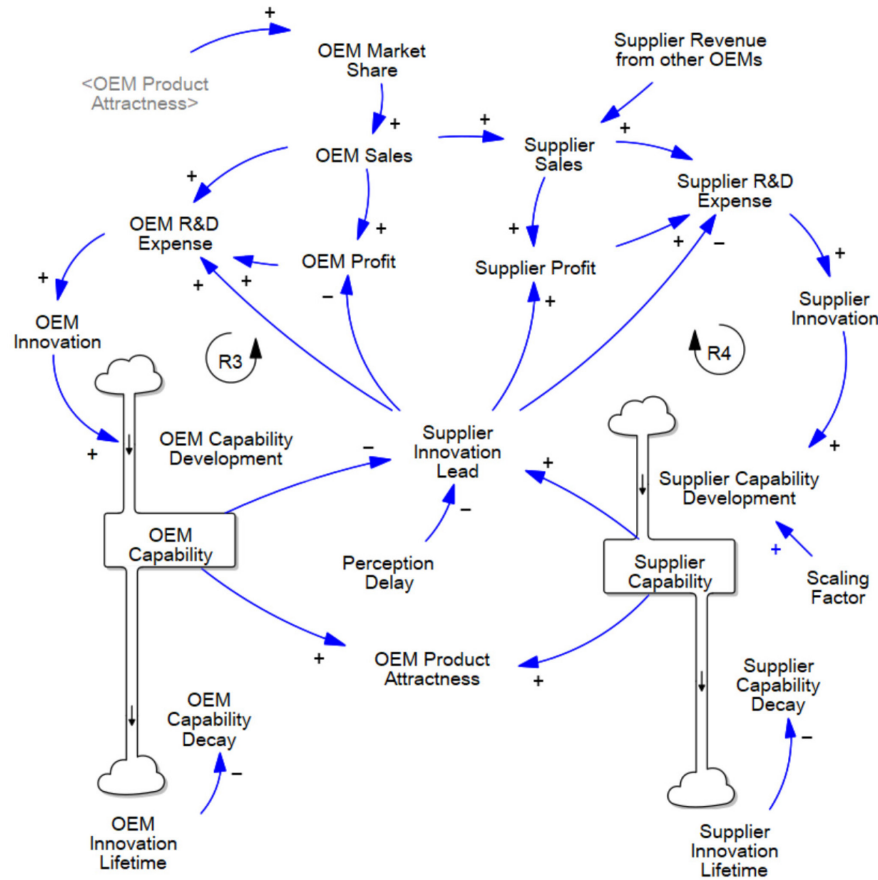 +
OEM Market
Share
Supplier Revenue
from other OEMs
<OEM Product
Attractness>
+
+
+
OEM Sales
Supplier
Sales
+
Supplier R&D
Expense
OEM R&D
Expense
+
+
+
–
OEM Profit
Supplier Profit
+
+
–
+
+
+
OEM
Innovation
Supplier
Innovation
R3
R4
+
OEM Capability
Development
–
Supplier
Innovation
Lead
+
+
Supplier Capability
Development
–
OEM
Capability
Perception
Delay
Supplier
Capability
+
Scaling
Factor
+
OEM Product
Attractness
+
OEM
Capability
Decay
Supplier
Capability
Decay
–
–
OEM
Innovation
Lifetime
Supplier
Innovation
Lifetime